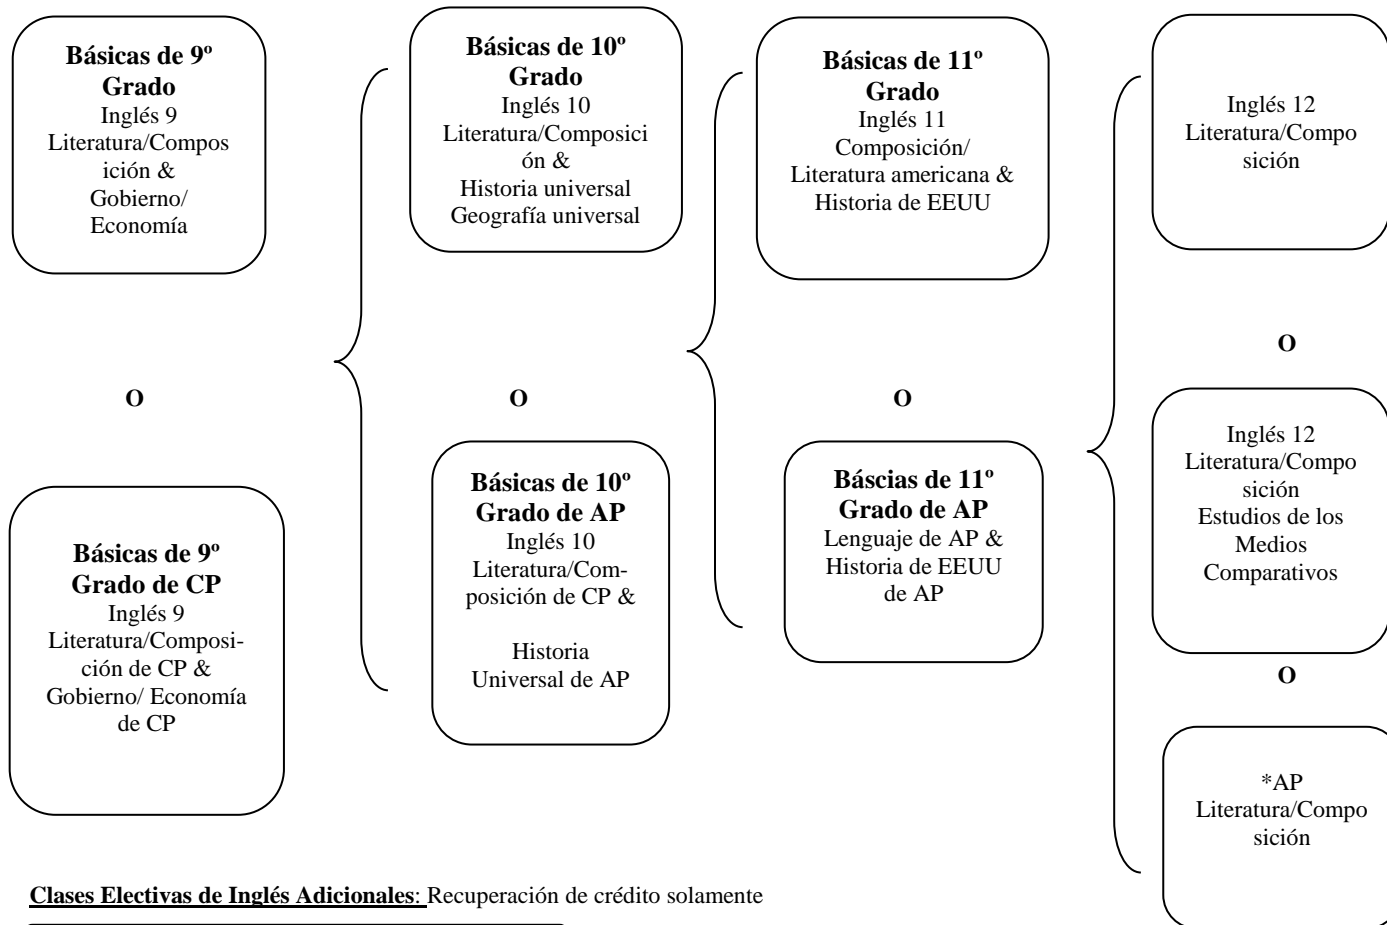 Básicas de 9º
Grado
Inglés 9
Literatura/Compos
ición &
Gobierno/
Economía
O
Básicas de 9º
Grado de CP
Inglés 9
Literatura/Composi-
ción de CP &
Gobierno/ Economía
de CP
Básicas de 10º
Grado
Inglés 10
Literatura/Composici
ón &
Historia universal
Geografía universal
O
Básicas de 10º
Grado de AP
Inglés 10
Literatura/Com-
posición de CP &
Historia
Universal de AP
Básicas de 11º
Grado
Inglés 11
Composición/
Literatura americana &
Historia de EEUU
O
Báscias de 11º
Grado de AP
Lenguaje de AP &
Historia de EEUU
de AP
Inglés 12
Literatura/Compo
sición
O
Inglés 12
Literatura/Compo
sición
Estudios de los
Medios
Comparativos
O
*AP
Literatura/Compo
sición
Clases Electivas de Inglés Adicionales: Recuperación de crédito solamente